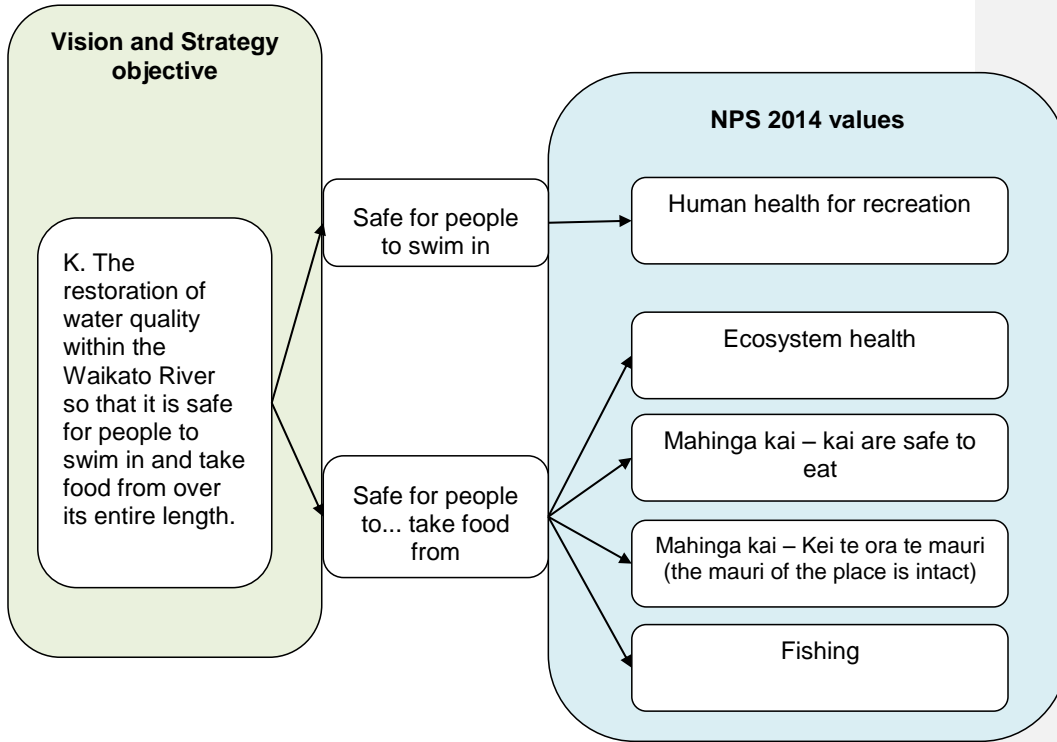 Vision and Strategy
objective
K. The
restoration of
water quality
within the
Waikato River
so that it is safe
for people to
swim in and take
food from over
its entire length.
Safe for people
to swim in
Safe for people
to... take food
from
NPS 2014 values
Human health for recreation
Ecosystem health
Mahinga kai – kai are safe to
eat
Mahinga kai – Kei te ora te mauri
(the mauri of the place is intact)
Fishing